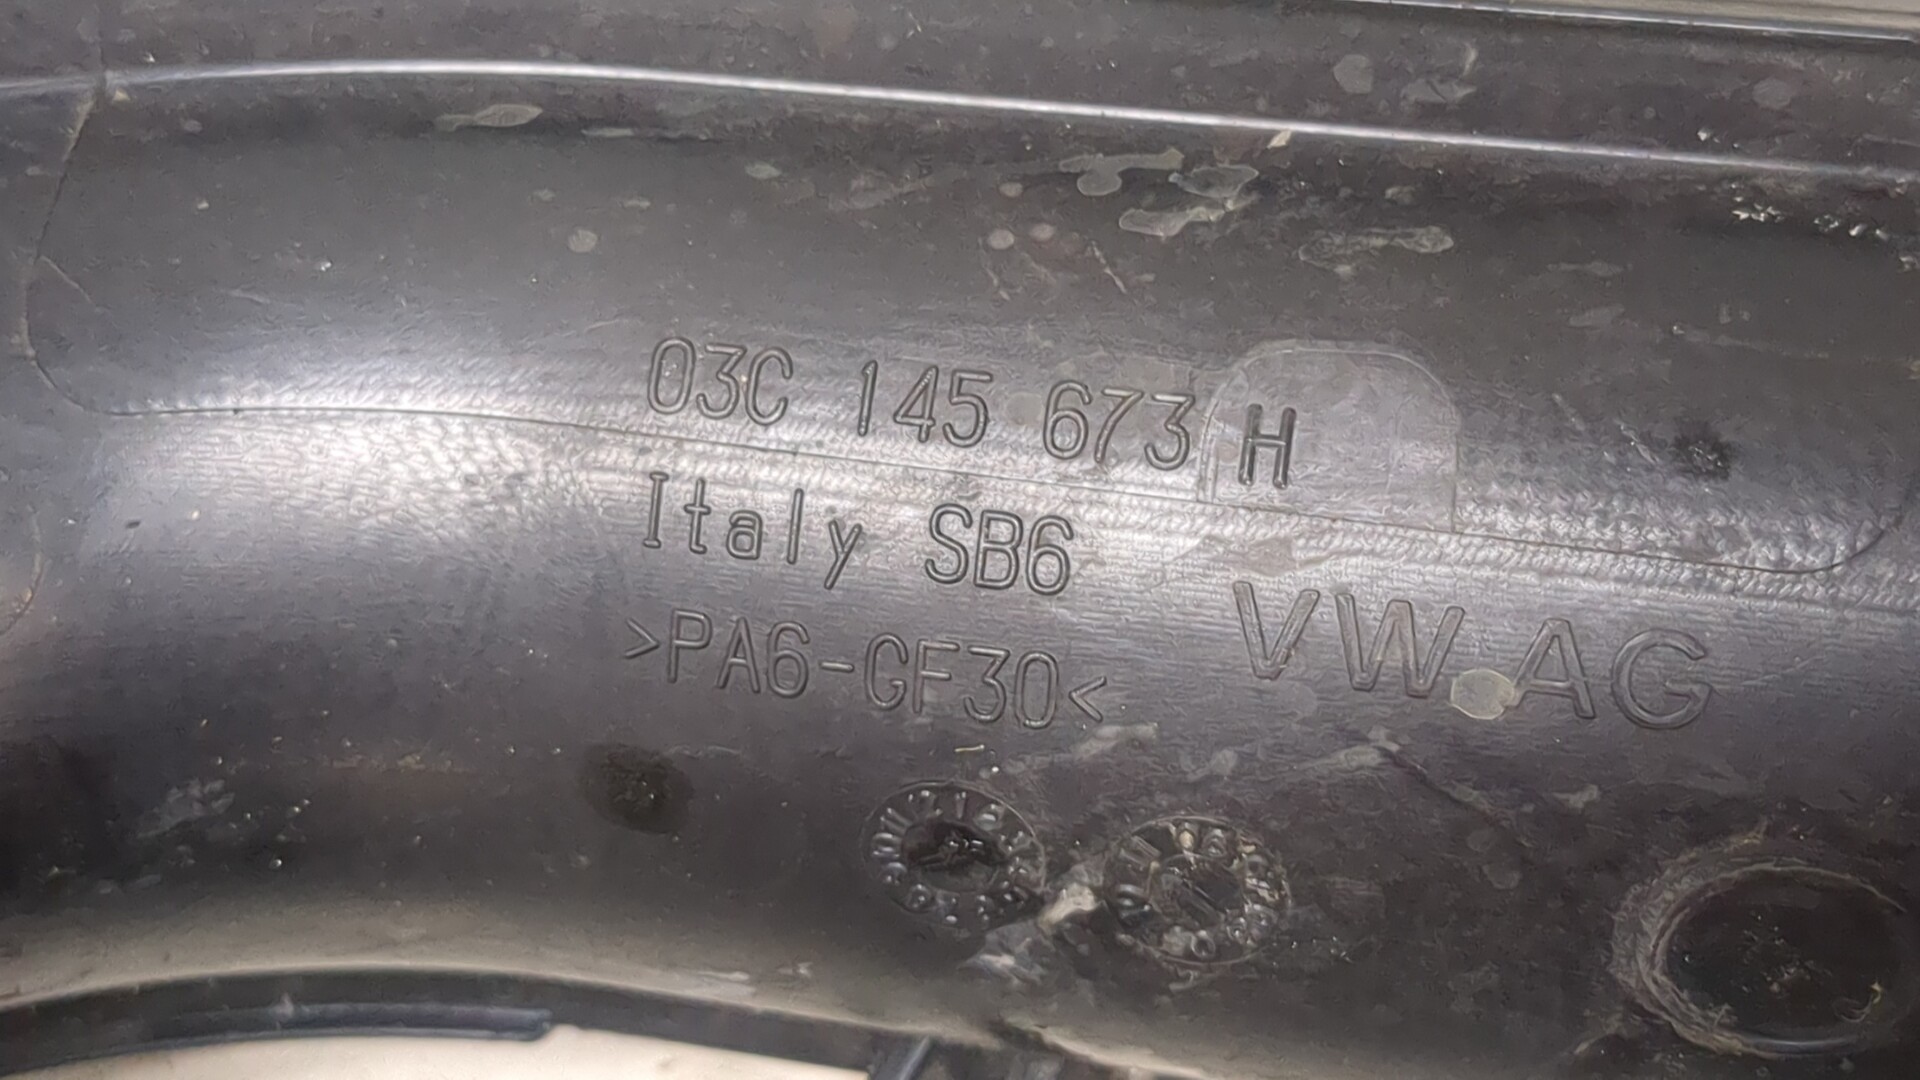 03C 145 673 H
Italy SB6
>PA6-GF30<
VW AG